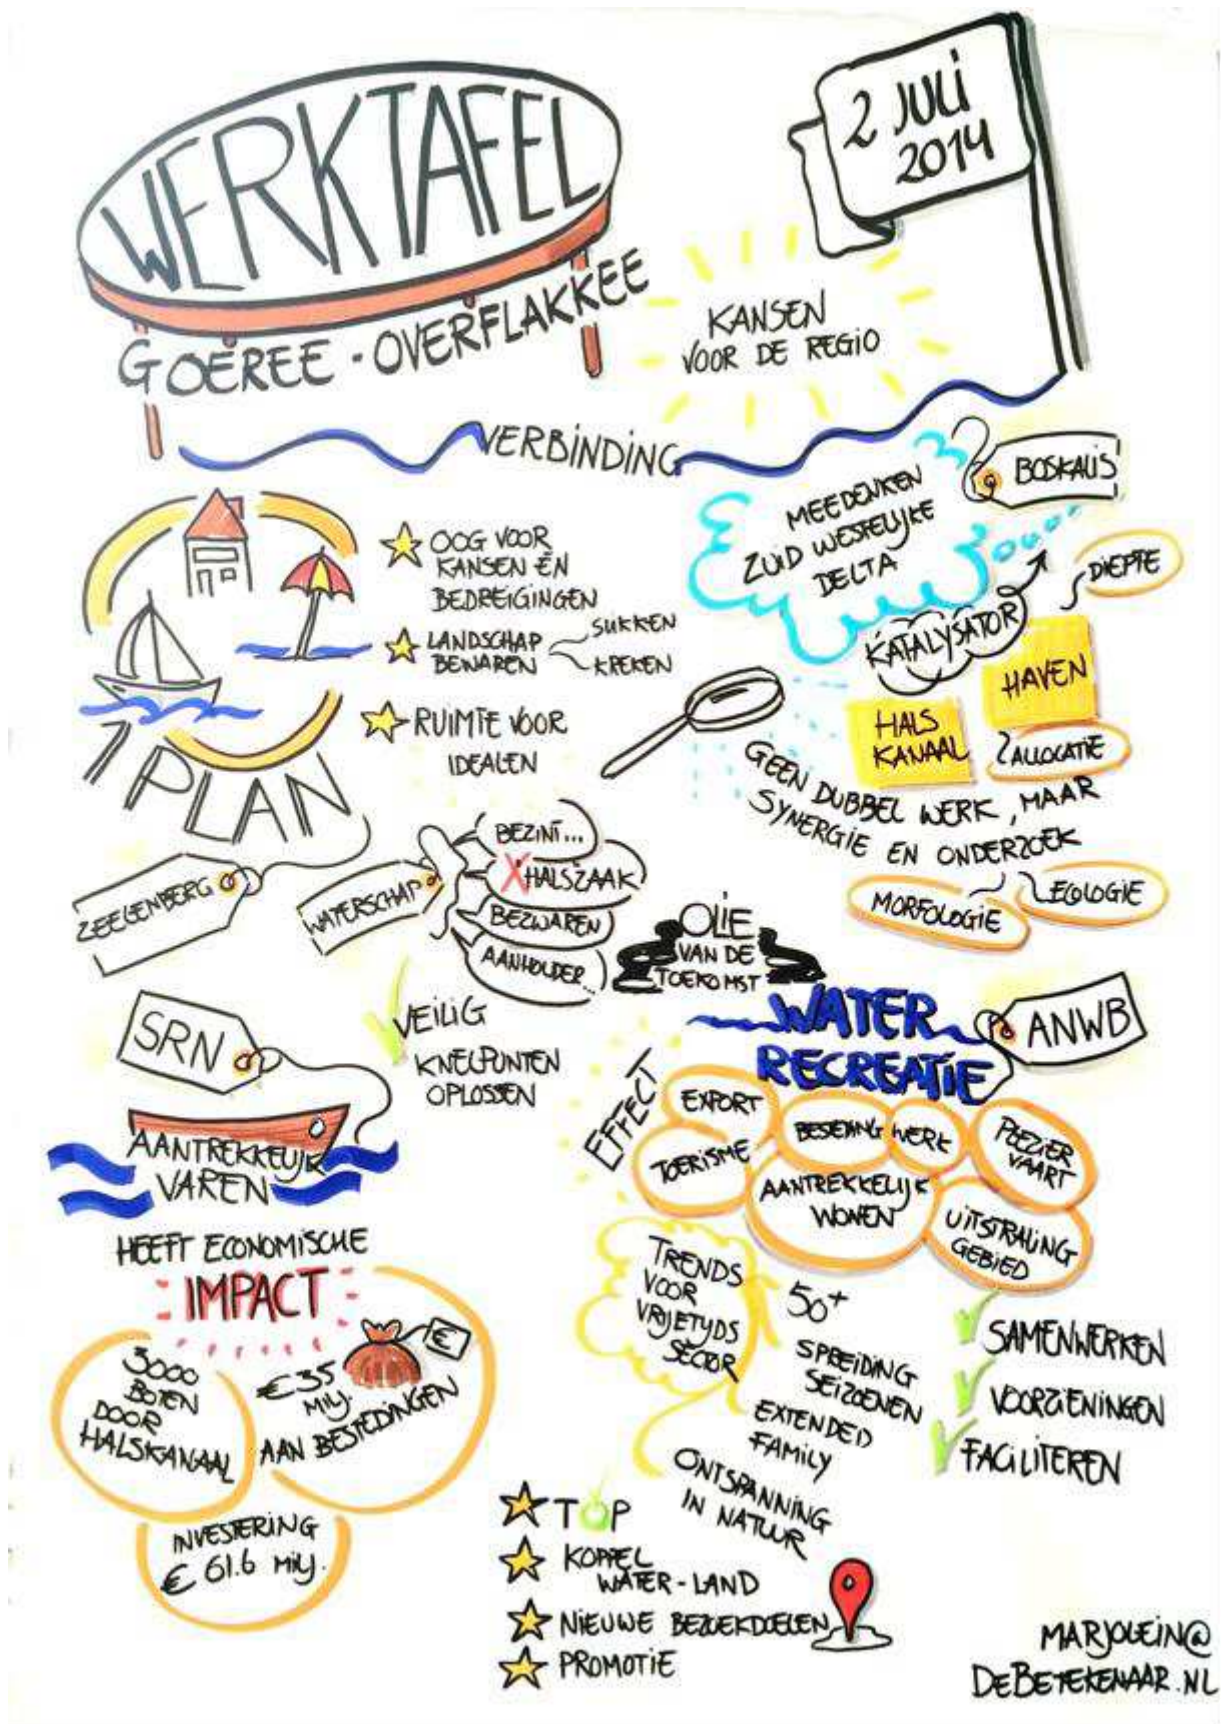 WERKTAFEL
GOEREE - OVERFLAKKEE
2 JULI
2014
KANSEN
VOOR DE REGIO
VERBINDING
OOG VOOR
KANSEN ÉN
BEDREIGINGEN
LANDSCHAP
BEWAREN
SLIKKEN
KREKEN
RUIMTE VOOR
IDEALEN
1 PLAN
ZEELENBERG
BOSKALIS
MEEDENKEN
ZUID WESTELIJKE
DELTA
KATALYSATOR
DIEPTE
HAVEN
HALS
KANAAL
ALLOCATIE
GEEN DUBBEL WERK, MAAR
SYNERGIE EN ONDERZOEK
MORFOLOGIE
ECOLOGIE
WATERSCHAP
BEZINT...
X HALSZAAK
BEZWAREN
AANHOUDER...
VEILIG
KNELPUNTEN
OPLOSSEN
OLIE
VAN DE
TOEKOMST
SRN
AANTREKKELIJK
VAREN
HEEFT ECONOMISCHE
IMPACT
3000
BOTEN
DOOR
HALSKANAAL
€35
MILJ.
AAN BESTEDINGEN
€
INVESTERING
€ 61.6 MILJ.
WATER
RECREATIE
ANWB
EFFECT
EXPORT
TOERISME
BESTEDING
WERK
PLEZIER
VAART
AANTREKKELIJK
WONEN
UITSTRALING
GEBIED
TRENDS
VOOR
VRIJETIJDS
SECTOR
50+
SPREIDING
SEIZOENEN
EXTENDED
FAMILY
ONTSPANNING
IN NATUUR
SAMENWERKEN
VOORZIENINGEN
FACILITEREN
TOP
KOPPEL
WATER-LAND
NIEUWE BEZOEKDOELEN
PROMOTIE
MARJOLEIN@
DEBETEKENAAR.NL